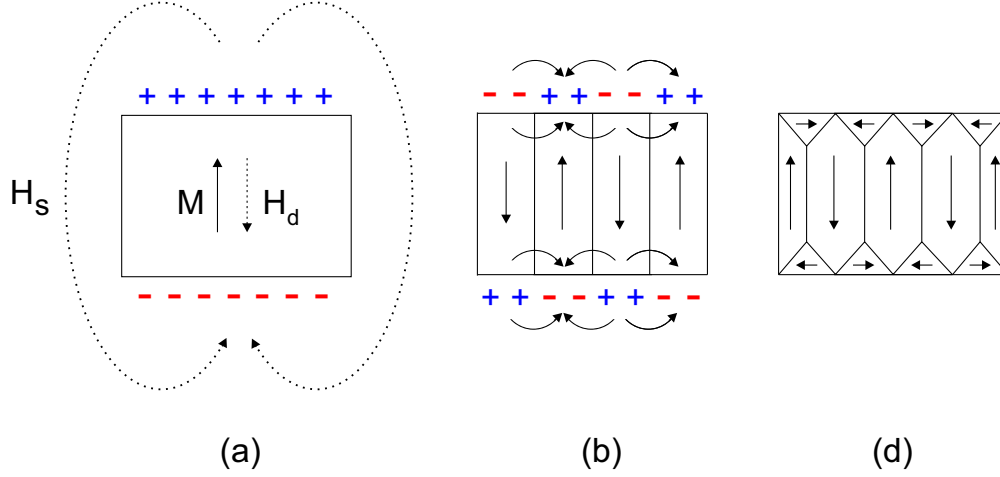 + + + + + + +
H_s
M
H_d
- - - - - - -
- - + + - - + +
+ + - - + + - -
(a)
(b)
(d)